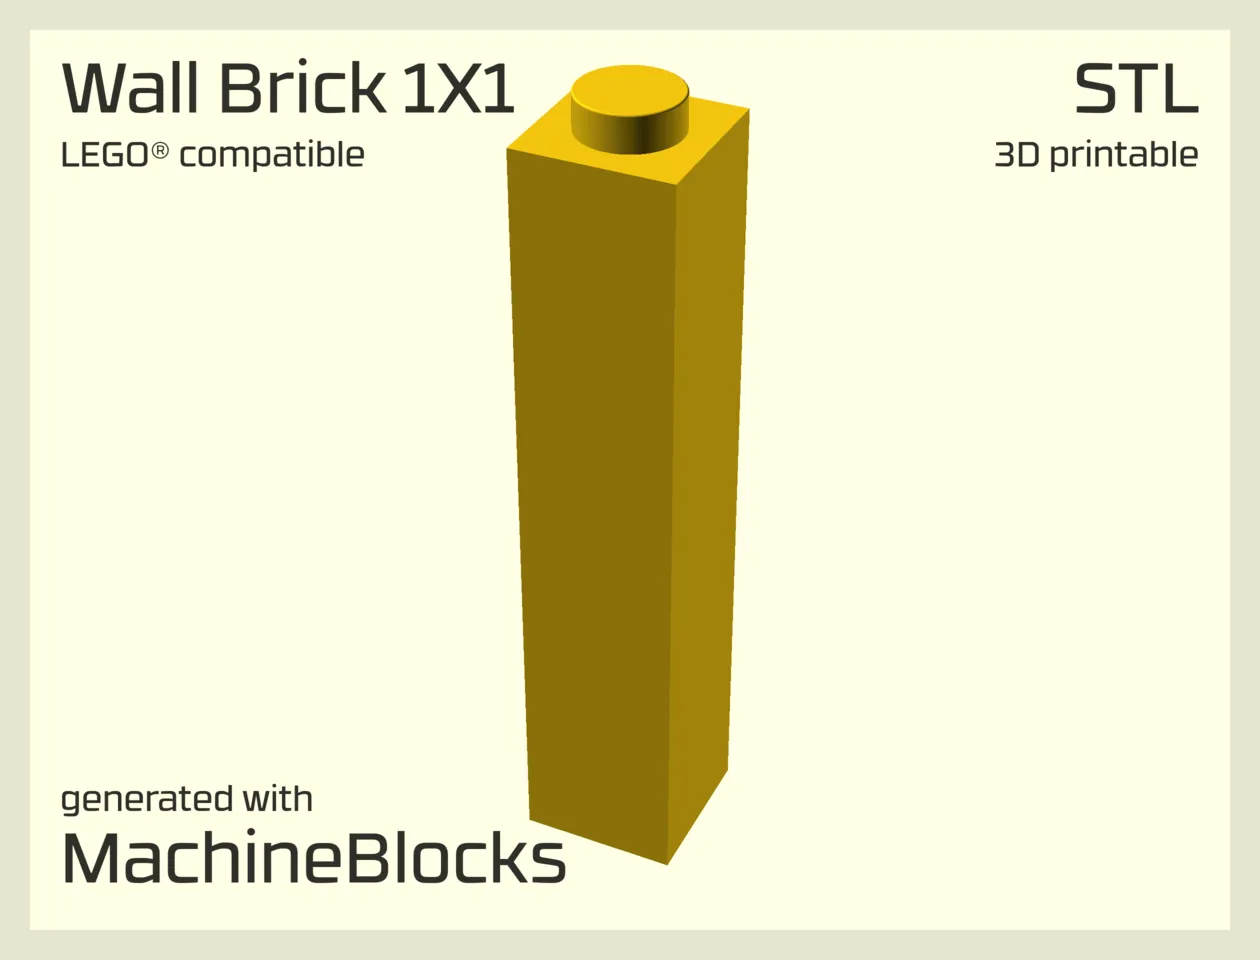 Wall Brick 1X1
LEGO® compatible
STL
3D printable
generated with
MachineBlocks